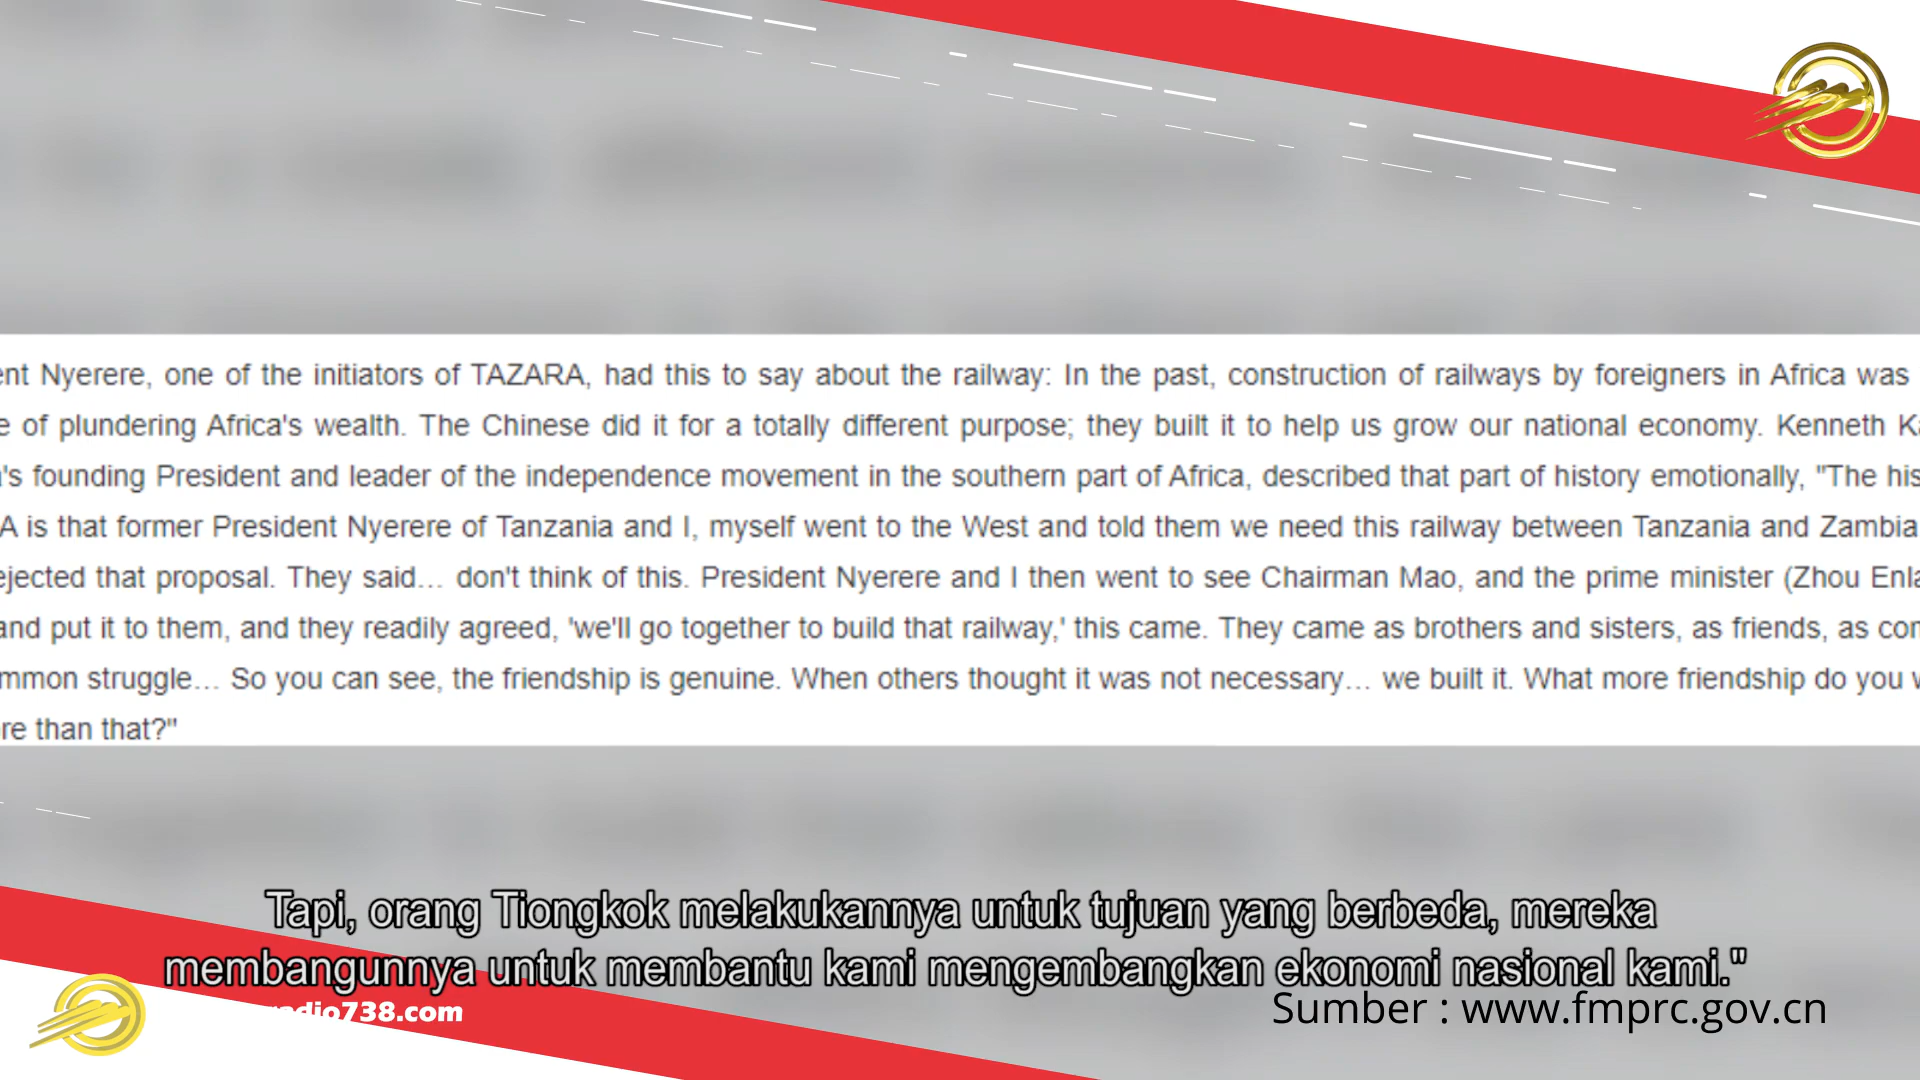 Nyerere, one of the initiators of TAZARA, had this to say about the railway: In the past, construction of railways by foreigners in Africa was
of plundering Africa's wealth. The Chinese did it for a totally different purpose; they built it to help us grow our national economy. Kenneth
's founding President and leader of the independence movement in the southern part of Africa, described that part of history emotionally, "The
A is that former President Nyerere of Tanzania and I, myself went to the West and told them we need this railway between Tanzania and Zambia
ejected that proposal. They said... don't think of this. President Nyerere and I then went to see Chairman Mao, and the prime minister (Zhou
and put it to them, and they readily agreed, 'we'll go together to build that railway,' this came. They came as brothers and sisters, as friends, as
mmon struggle... So you can see, the friendship is genuine. When others thought it was not necessary... we built it. What more friendship do you
re than that?"
Tapi, orang Tiongkok melakukannya untuk tujuan yang berbeda, mereka
membangunnya untuk membantu kami mengembangkan ekonomi nasional kami."
radio738.com
Sumber : www.fmprc.gov.cn